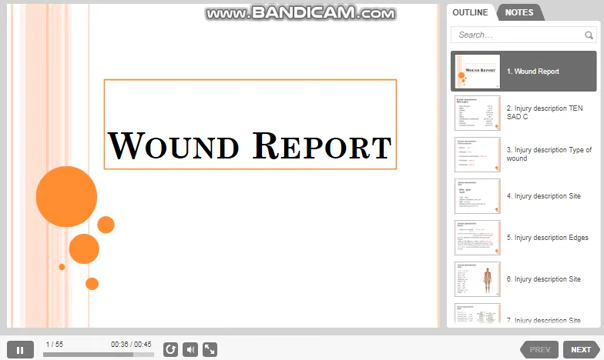 www.BANDICAM.com
OUTLINE
NOTES
Search...
WOUND REPORT
1. Wound Report
2. Injury description TEN
SAD C
3. Injury description Type of
wound
4. Injury description Site
5. Injury description Edges
6. Injury description Site
7. Injury description Site
1 / 55
00:36 / 00:45
PREV
NEXT